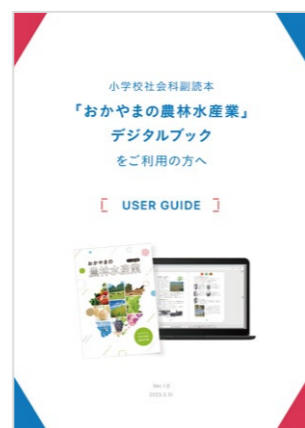 小学校社会科副読本
「おかやまの農林水産業」
デジタルブック
をご利用の方へ
USER GUIDE
おかやまの
農林水産業